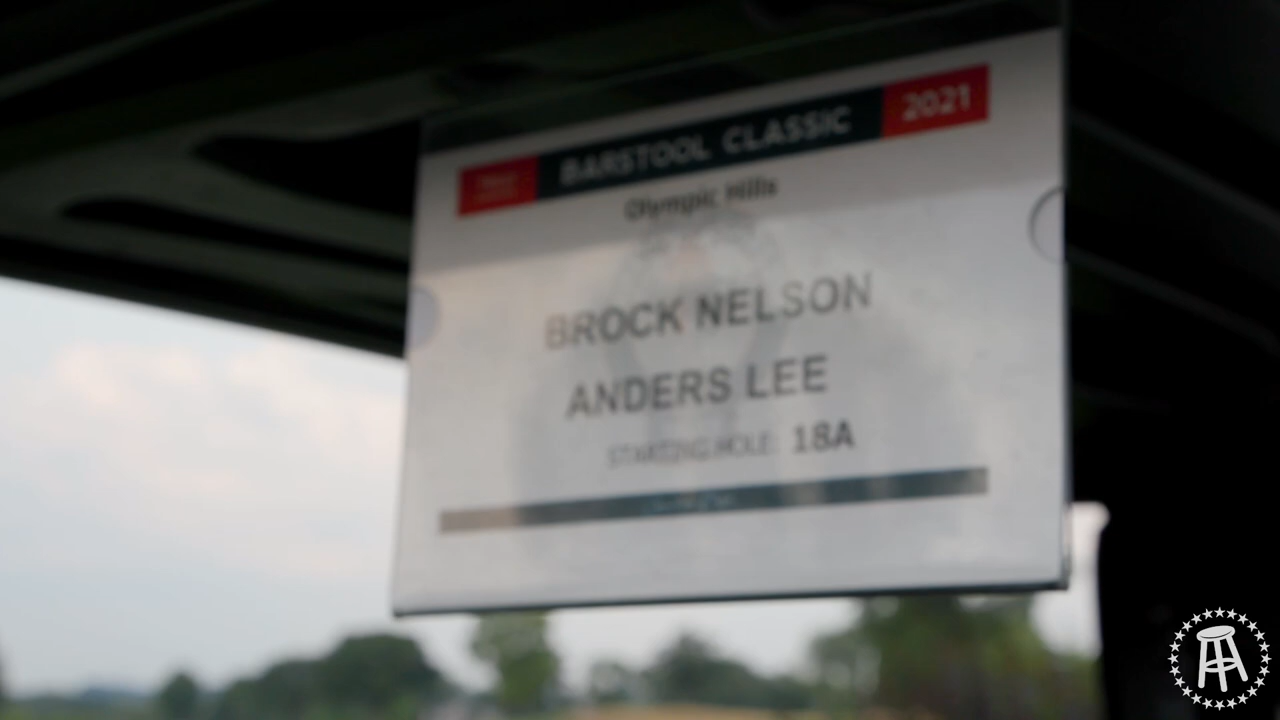 BARSTOOL CLASSIC 2021
Olympic Hills
BROCK NELSON
ANDERS LEE
STARTING HOLE: 18A